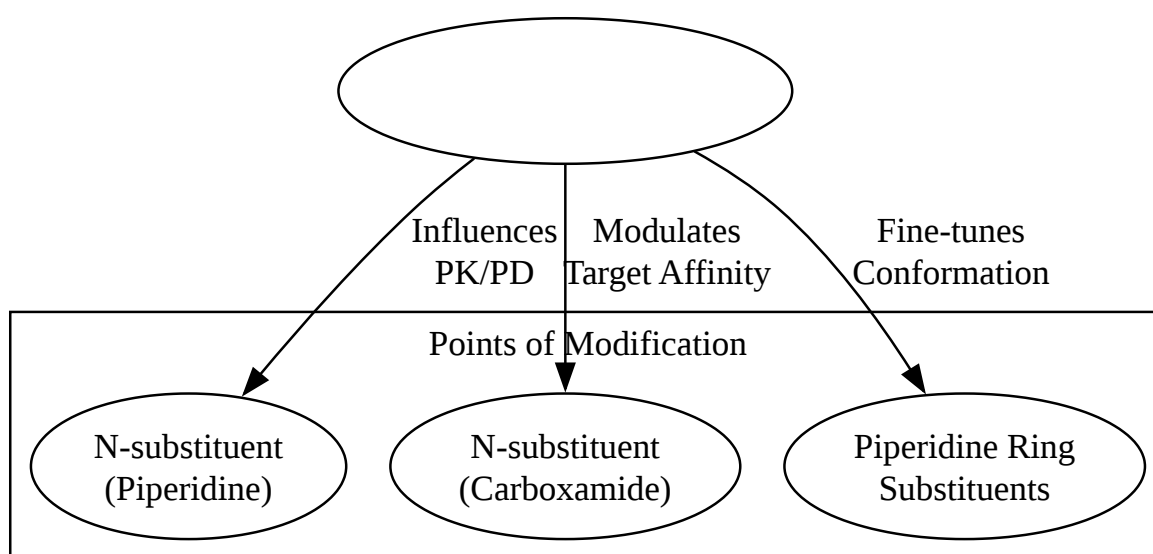 Influences
PK/PD
Modulates
Target Affinity
Fine-tunes
Conformation
Points of Modification
N-substituent
(Piperidine)
N-substituent
(Carboxamide)
Piperidine Ring
Substituents